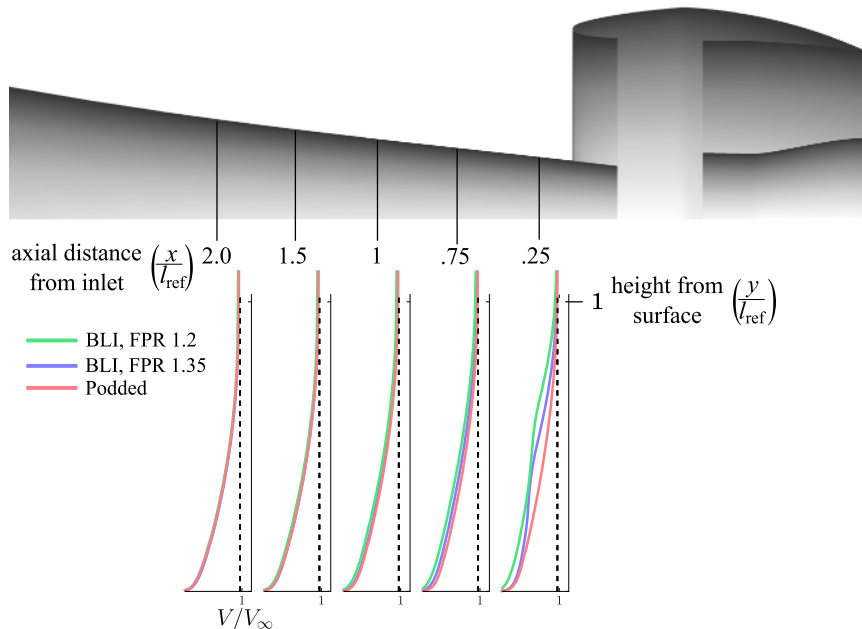 axial distance from inlet (x/l_ref) 2.0 1.5 1 .75 .25
1 height from surface (y/l_ref)
BLI, FPR 1.2
BLI, FPR 1.35
Podded
1 1 1 1 1
V/V∞